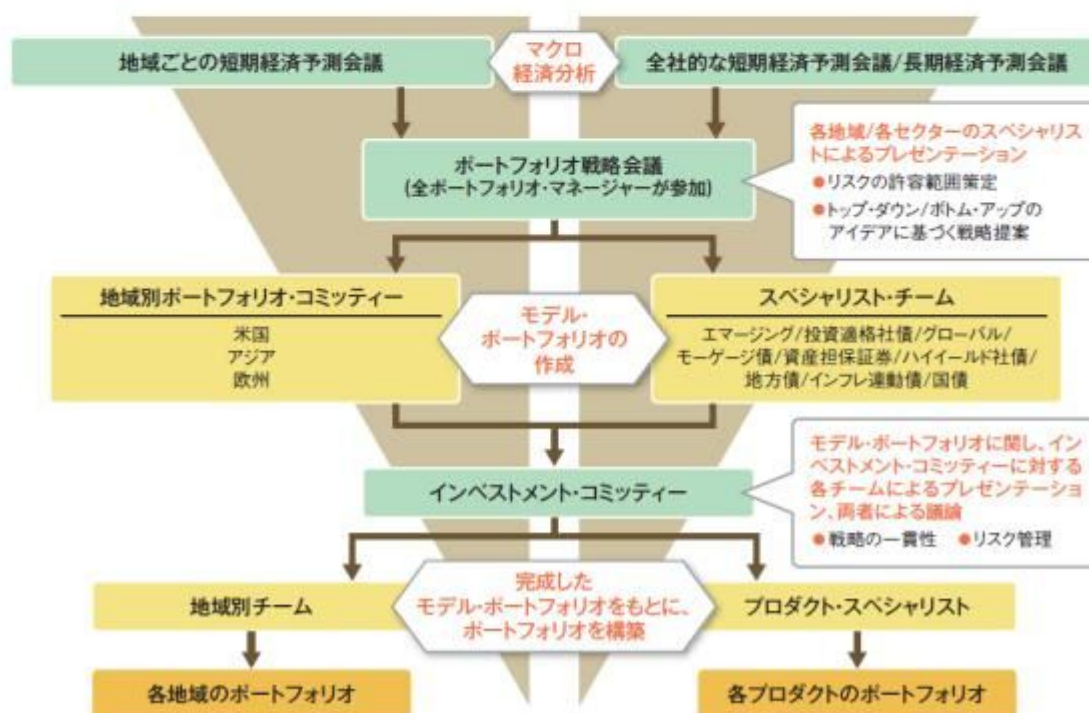 地域ごとの短期経済予測会議
マクロ
経済分析
全社的な短期経済予測会議/長期経済予測会議
ポートフォリオ戦略会議
(全ポートフォリオ・マネージャーが参加)
各地域/各セクターのスペシャリス
トによるプレゼンテーション
●リスクの許容範囲策定
●トップ・ダウン/ボトム・アップの
アイデアに基づく戦略提案
地域別ポートフォリオ・コミッティー
米国
アジア
欧州
モデル・
ポートフォリオの
作成
スペシャリスト・チーム
エマージング/投資適格社債/グローバル/
モーゲージ債/資産担保証券/ハイイールド社債/
地方債/インフレ連動債/国債
インベストメント・コミッティー
モデル・ポートフォリオに関し、イン
ベストメント・コミッティーに対する
各チームによるプレゼンテーショ
ン、両者による議論
●戦略の一貫性 ●リスク管理
地域別チーム
完成した
モデル・ポートフォリオをもとに、
ポートフォリオを構築
プロダクト・スペシャリスト
各地域のポートフォリオ
各プロダクトのポートフォリオ